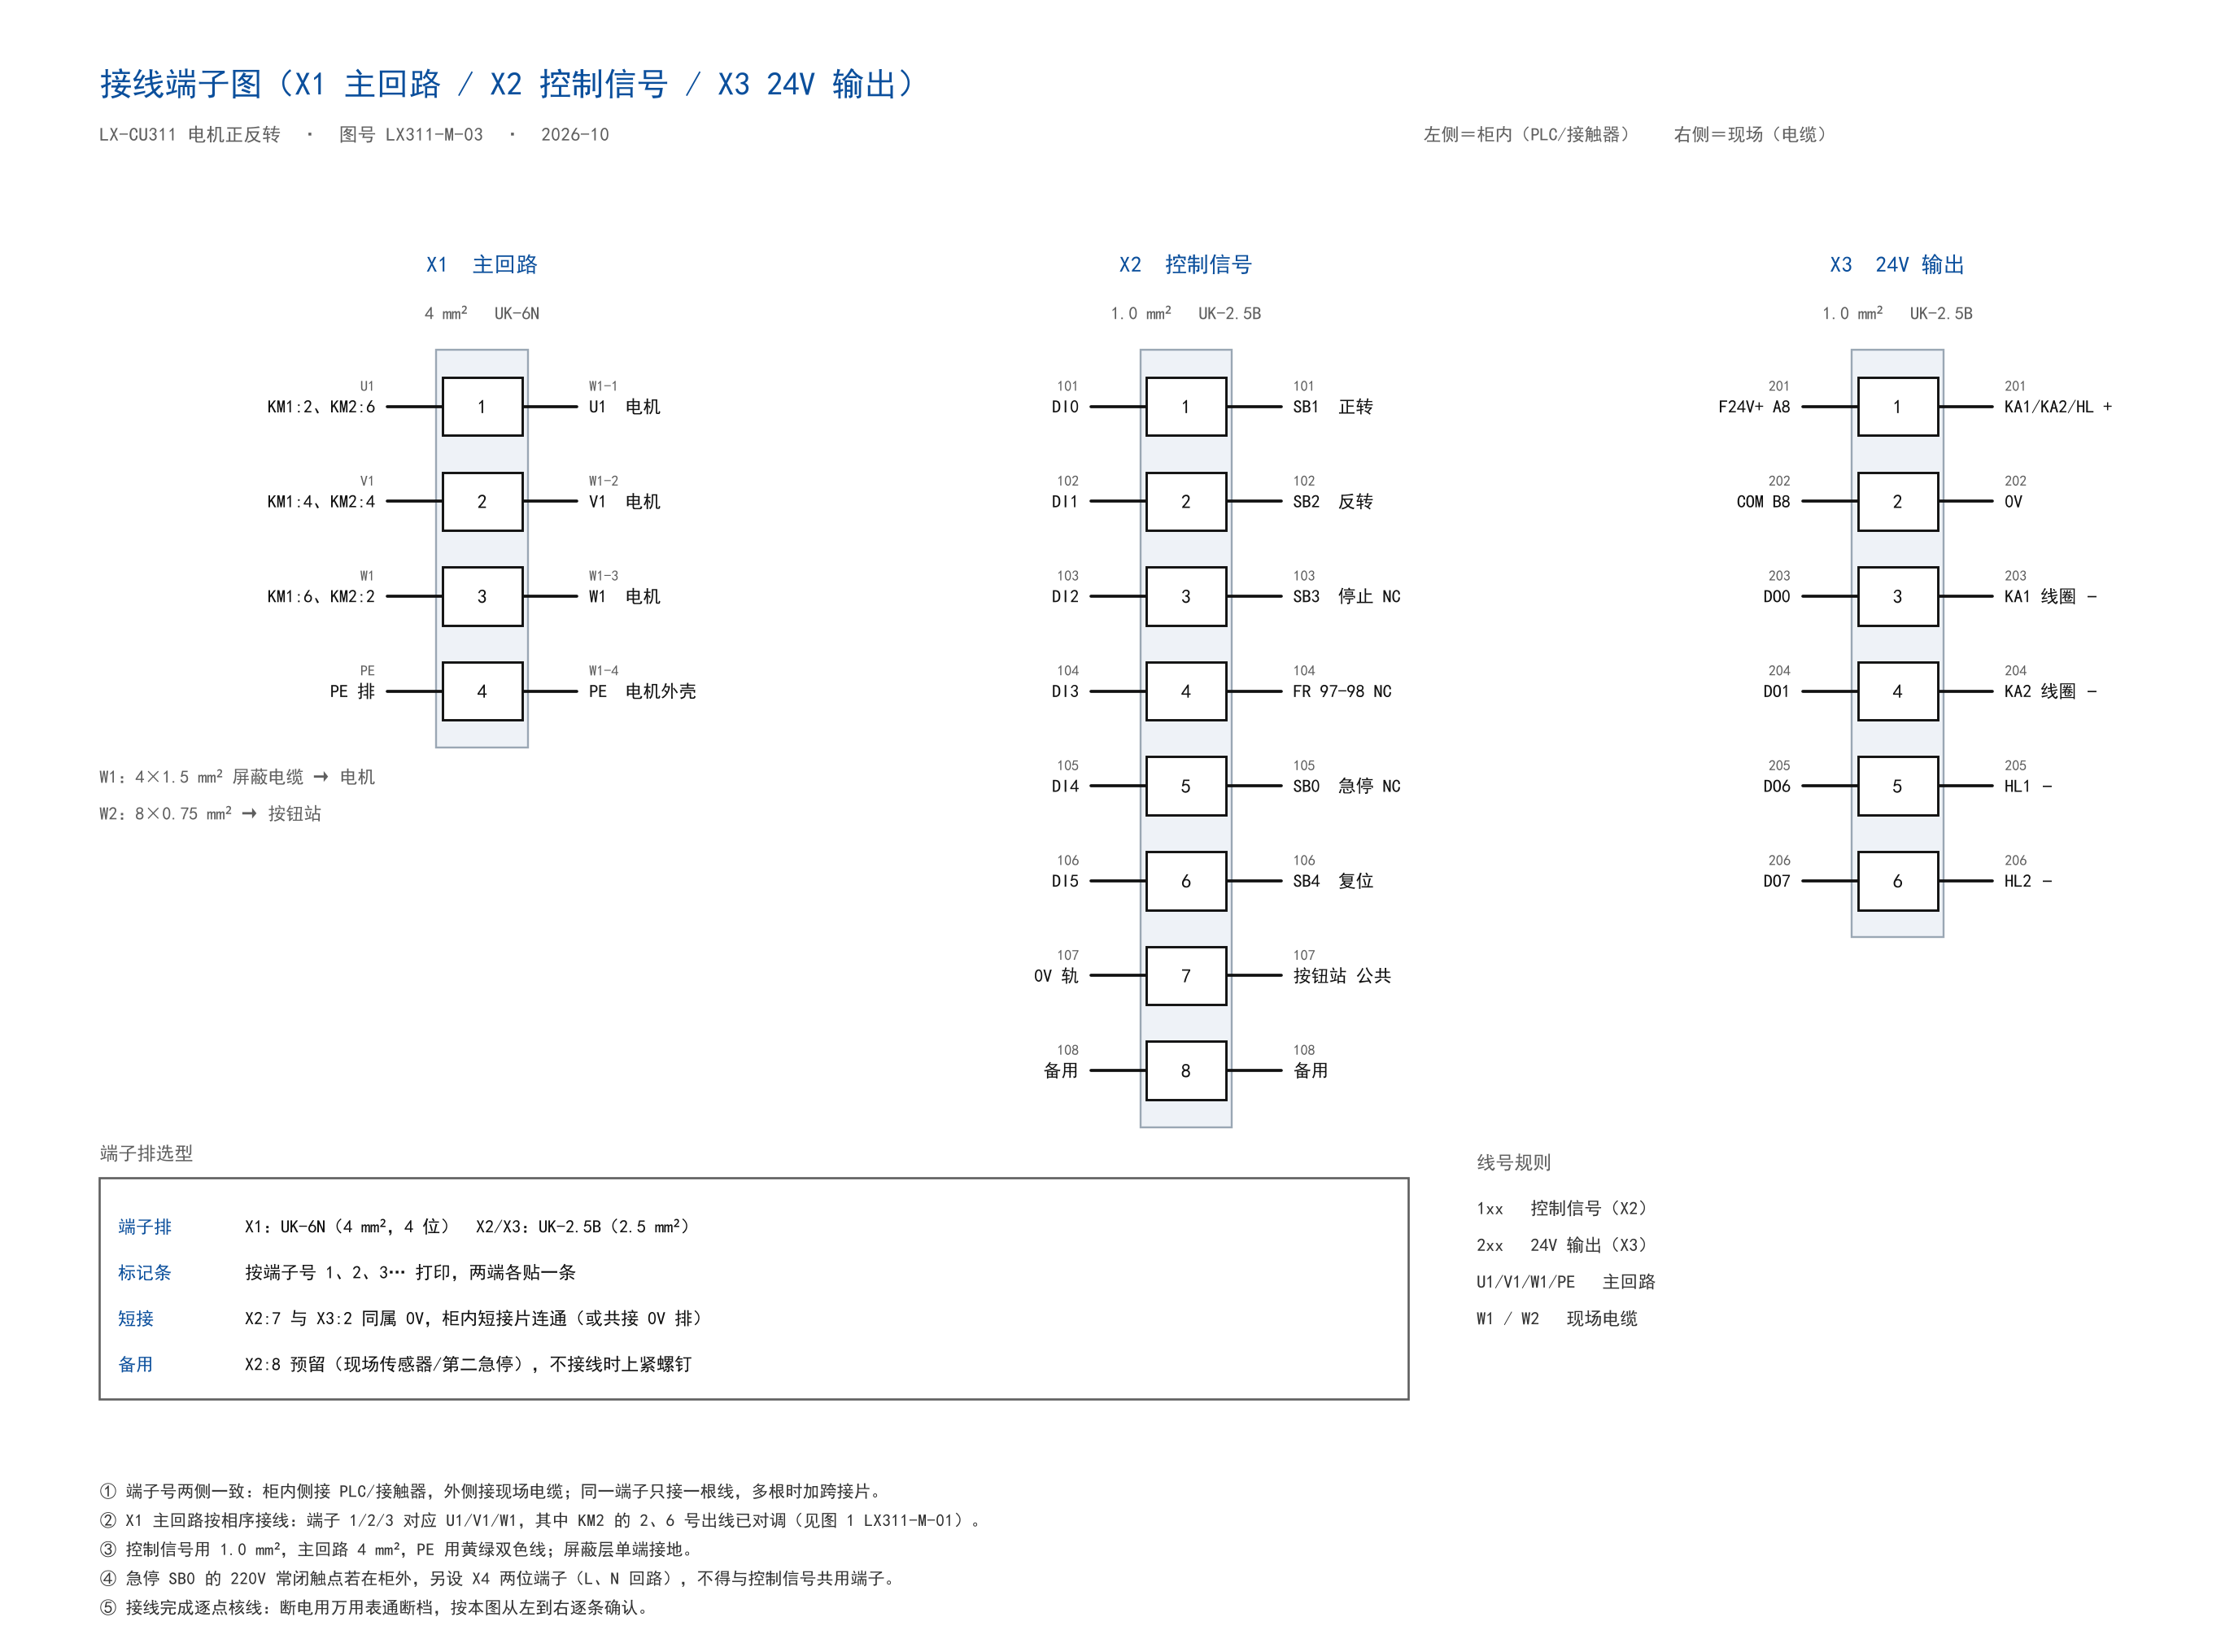 接线端子图（X1 主回路 / X2 控制信号 / X3 24V 输出）
LX-CU311 电机正反转 · 图号 LX311-M-03 · 2026-10
左侧＝柜内（PLC/接触器） 右侧＝现场（电缆）
X1 主回路
4 mm² UK-6N
U1
KM1:2、KM2:6
1
W1-1
U1 电机
V1
KM1:4、KM2:4
2
W1-2
V1 电机
W1
KM1:6、KM2:2
3
W1-3
W1 电机
PE
PE 排
4
W1-4
PE 电机外壳
W1: 4×1.5 mm² 屏蔽电缆 → 电机
W2: 8×0.75 mm² → 按钮站
X2 控制信号
1.0 mm² UK-2.5B
101
DI0
1
101
SB1 正转
102
DI1
2
102
SB2 反转
103
DI2
3
103
SB3 停止 NC
104
DI3
4
104
FR 97-98 NC
105
DI4
5
105
SB0 急停 NC
106
DI5
6
106
SB4 复位
107
0V 轨
7
107
按钮站 公共
108
备用
8
108
备用
X3 24V 输出
1.0 mm² UK-2.5B
201
F24V+ A8
1
201
KA1/KA2/HL +
202
COM B8
2
202
0V
203
DO0
3
203
KA1 线圈 −
204
DO1
4
204
KA2 线圈 −
205
DO6
5
205
HL1 −
206
DO7
6
206
HL2 −
端子排选型
端子排 X1: UK-6N（4 mm², 4 位） X2/X3: UK-2.5B（2.5 mm²）
标记条 按端子号 1、2、3… 打印，两端各贴一条
短接 X2:7 与 X3:2 同属 0V，柜内短接片连通（或共接 0V 排）
备用 X2:8 预留（现场传感器/第二急停），不接线时上紧螺钉
线号规则
1xx 控制信号（X2）
2xx 24V 输出（X3）
U1/V1/W1/PE 主回路
W1 / W2 现场电缆
① 端子号两侧一致：柜内侧接 PLC/接触器，外侧接现场电缆；同一端子只接一根线，多根时加跨接片。
② X1 主回路按相序接线：端子 1/2/3 对应 U1/V1/W1，其中 KM2 的 2、6 号出线已对调（见图 1 LX311-M-01）。
③ 控制信号用 1.0 mm²，主回路 4 mm²，PE 用黄绿双色线；屏蔽层单端接地。
④ 急停 SB0 的 220V 常闭触点若在柜外，另设 X4 两位端子（L、N 回路），不得与控制信号共用端子。
⑤ 接线完成逐点核线：断电用万用表通断档，按本图从左到右逐条确认。